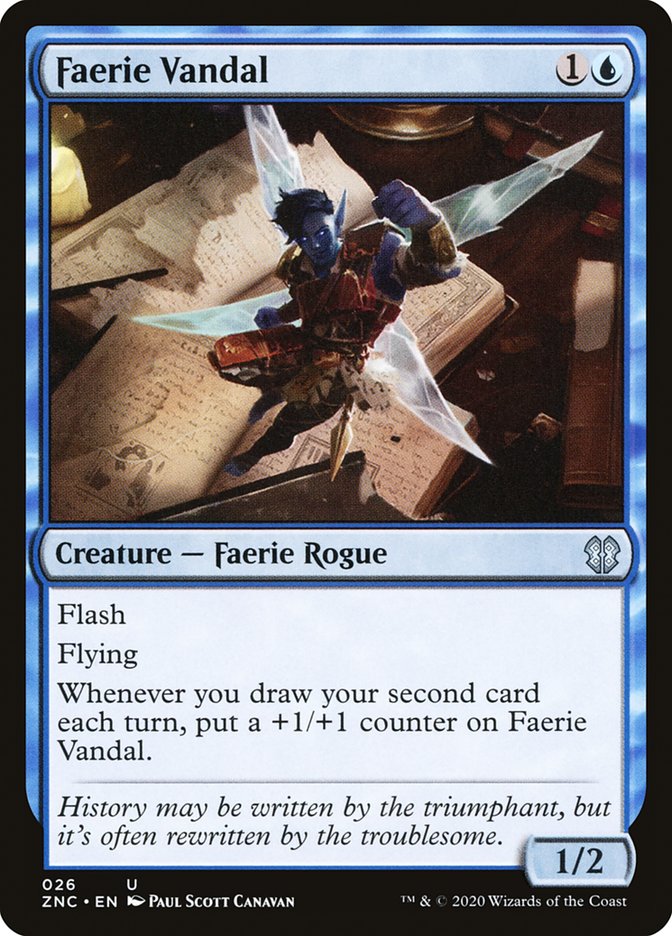 Faerie Vandal
1
Creature — Faerie Rogue
Flash
Flying
Whenever you draw your second card
each turn, put a +1/+1 counter on Faerie
Vandal.
History may be written by the triumphant, but
it's often rewritten by the troublesome.
1/2
026 U
ZNC • EN Paul Scott Canavan
™ & © 2020 Wizards of the Coast